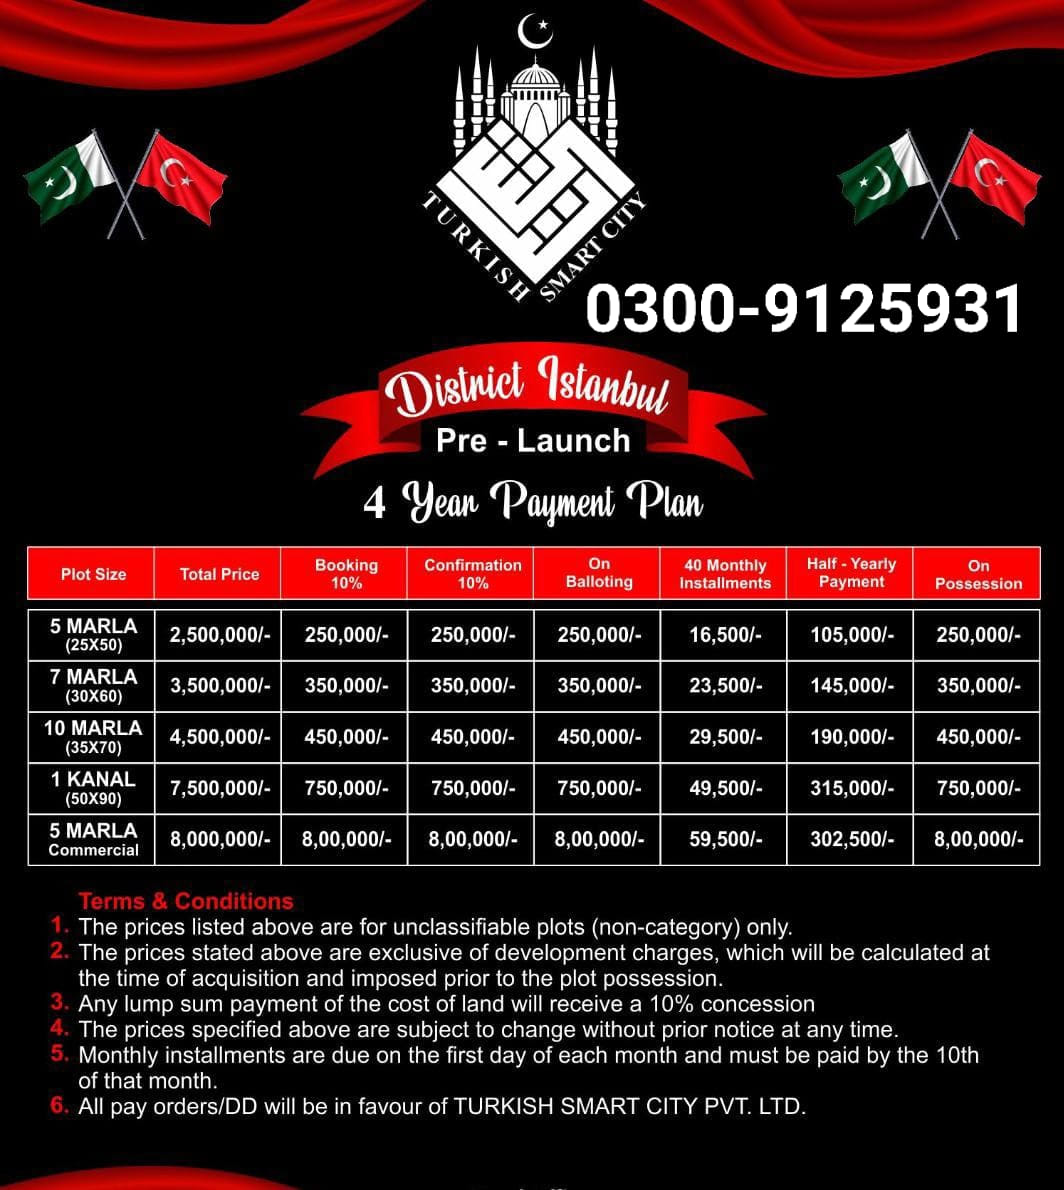 TURKISH SMART CITY
0300-9125931
District Istanbul
Pre - Launch
4 Year Payment Plan
Plot Size Total Price Booking 10% Confirmation 10% On Balloting 40 Monthly Installments Half - Yearly Payment On Possession
5 MARLA (25X50) 2,500,000/- 250,000/- 250,000/- 250,000/- 16,500/- 105,000/- 250,000/-
7 MARLA (30X60) 3,500,000/- 350,000/- 350,000/- 350,000/- 23,500/- 145,000/- 350,000/-
10 MARLA (35X70) 4,500,000/- 450,000/- 450,000/- 450,000/- 29,500/- 190,000/- 450,000/-
1 KANAL (50X90) 7,500,000/- 750,000/- 750,000/- 750,000/- 49,500/- 315,000/- 750,000/-
5 MARLA Commercial 8,000,000/- 8,00,000/- 8,00,000/- 8,00,000/- 59,500/- 302,500/- 8,00,000/-
Terms & Conditions
1. The prices listed above are for unclassifiable plots (non-category) only.
2. The prices stated above are exclusive of development charges, which will be calculated at
the time of acquisition and imposed prior to the plot possession.
3. Any lump sum payment of the cost of land will receive a 10% concession
4. The prices specified above are subject to change without prior notice at any time.
5. Monthly installments are due on the first day of each month and must be paid by the 10th
of that month.
6. All pay orders/DD will be in favour of TURKISH SMART CITY PVT. LTD.